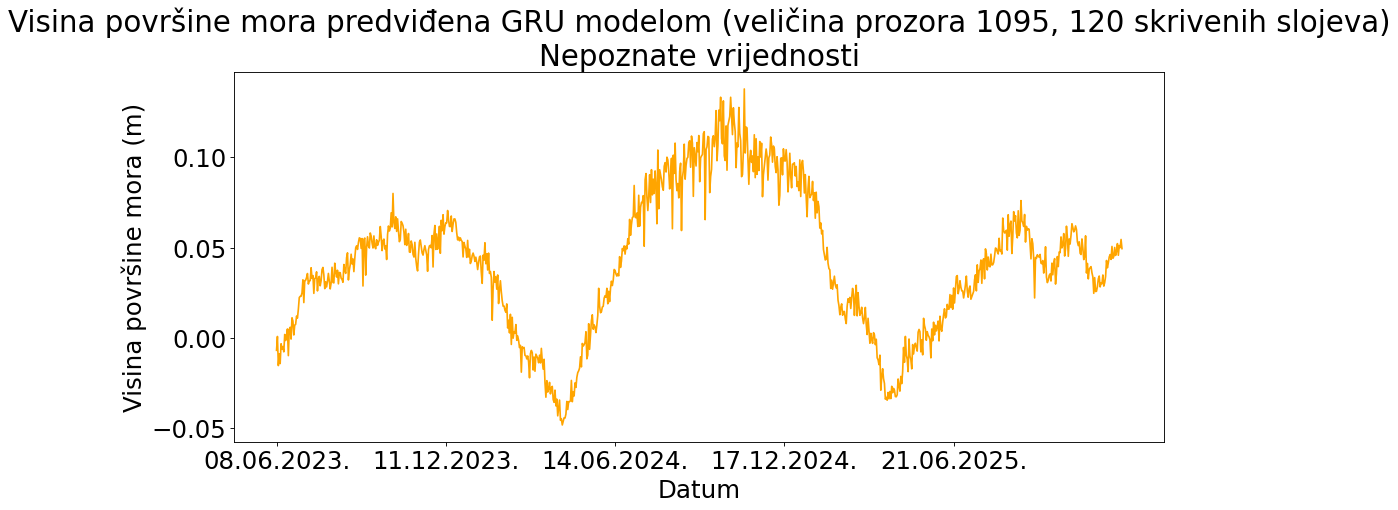 Visina površine mora predviđena GRU modelom (veličina prozora 1095, 120 skrivenih slojeva)
Nepoznate vrijednosti
Visina površine mora (m)
0.10
0.05
0.00
−0.05
08.06.2023. 11.12.2023. 14.06.2024. 17.12.2024. 21.06.2025.
Datum